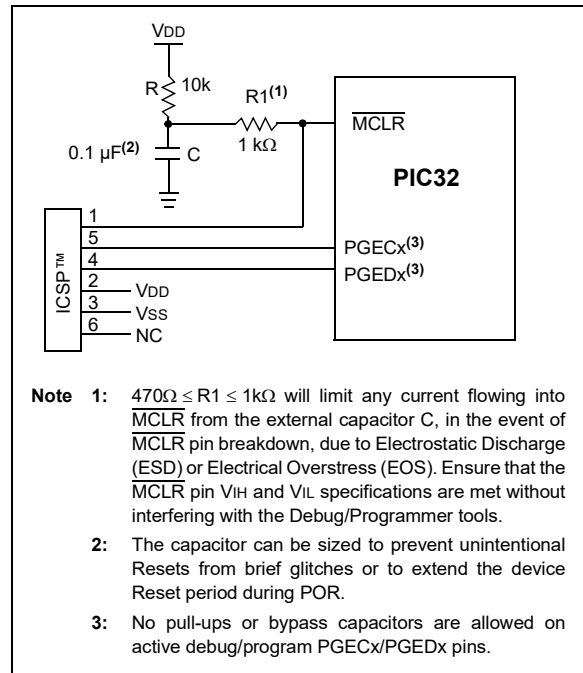 VDD
R 10k
R1(1)
1 kΩ
MCLR
0.1 µF(2)
C
PIC32
ICSP™
1
5
PGECx(3)
4
PGEDx(3)
2
VDD
3
VSS
6
NC
Note 1: 470Ω ≤ R1 ≤ 1kΩ will limit any current flowing into
MCLR from the external capacitor C, in the event of
MCLR pin breakdown, due to Electrostatic Discharge
(ESD) or Electrical Overstress (EOS). Ensure that the
MCLR pin VIH and VIL specifications are met without
interfering with the Debug/Programmer tools.
2: The capacitor can be sized to prevent unintentional
Resets from brief glitches or to extend the device
Reset period during POR.
3: No pull-ups or bypass capacitors are allowed on
active debug/program PGECx/PGEDx pins.